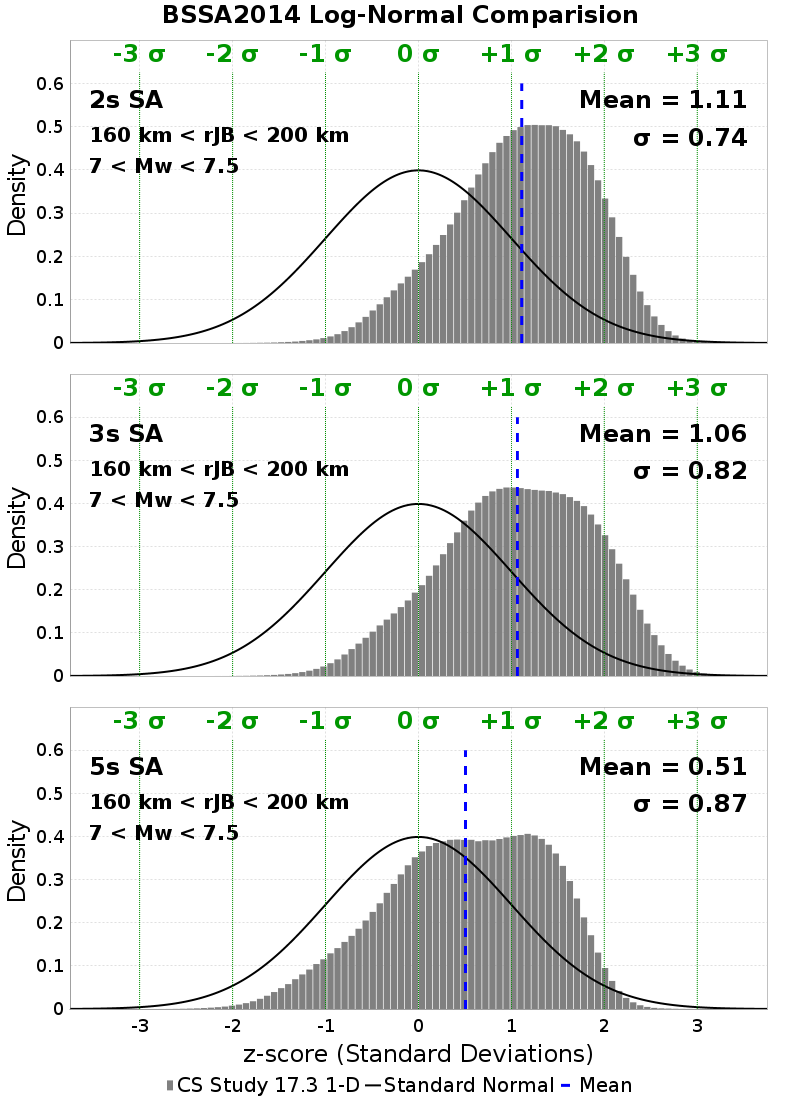 BSSA2014 Log-Normal Comparision
-3 σ -2 σ -1 σ 0 σ +1 σ +2 σ +3 σ
0.6
2s SA Mean = 1.11
0.5
160 km < rJB < 200 km σ = 0.74
7 < Mw < 7.5
0.4
Density
0.3
0.2
0.1
0
-3 σ -2 σ -1 σ 0 σ +1 σ +2 σ +3 σ
0.6
3s SA Mean = 1.06
0.5
160 km < rJB < 200 km σ = 0.82
7 < Mw < 7.5
0.4
Density
0.3
0.2
0.1
0
-3 σ -2 σ -1 σ 0 σ +1 σ +2 σ +3 σ
0.6
5s SA Mean = 0.51
0.5
160 km < rJB < 200 km σ = 0.87
7 < Mw < 7.5
0.4
Density
0.3
0.2
0.1
0
-3 -2 -1 0 1 2 3
z-score (Standard Deviations)
CS Study 17.3 1-D Standard Normal Mean